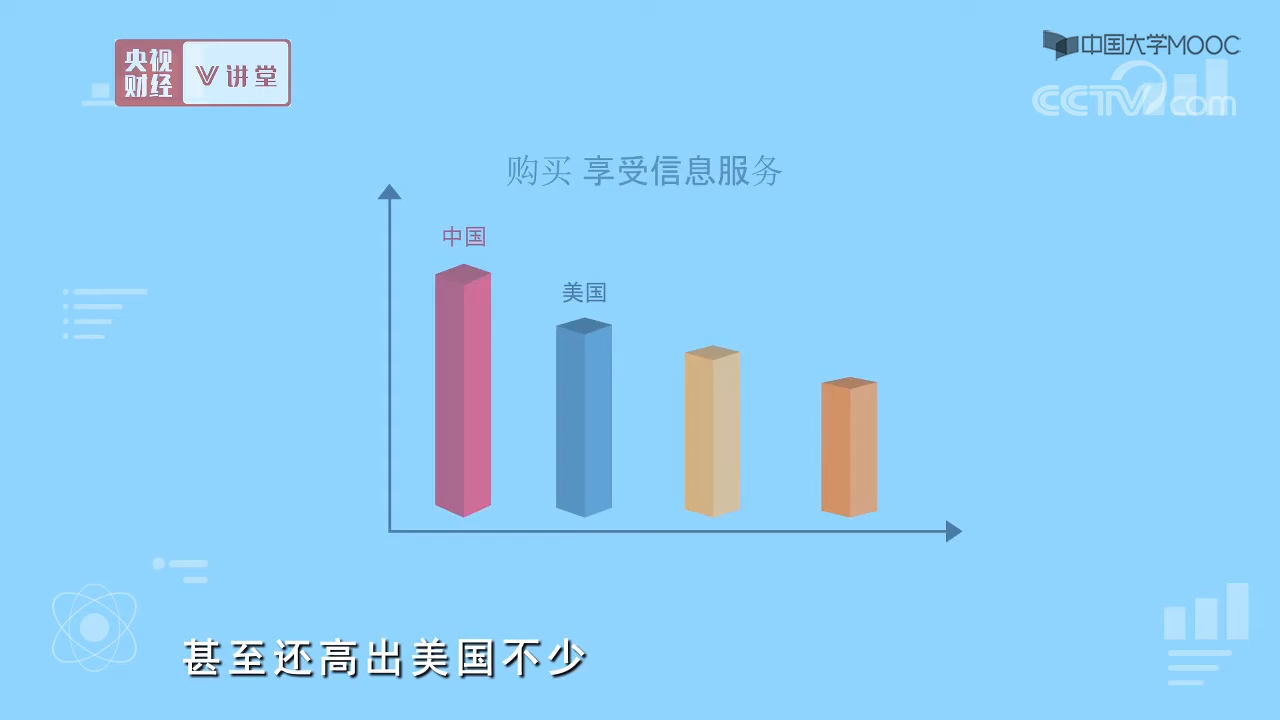 央视
财经
V讲堂
中国大学MOOC
CCTV.com
购买 享受信息服务
中国
美国
甚至还高出美国不少